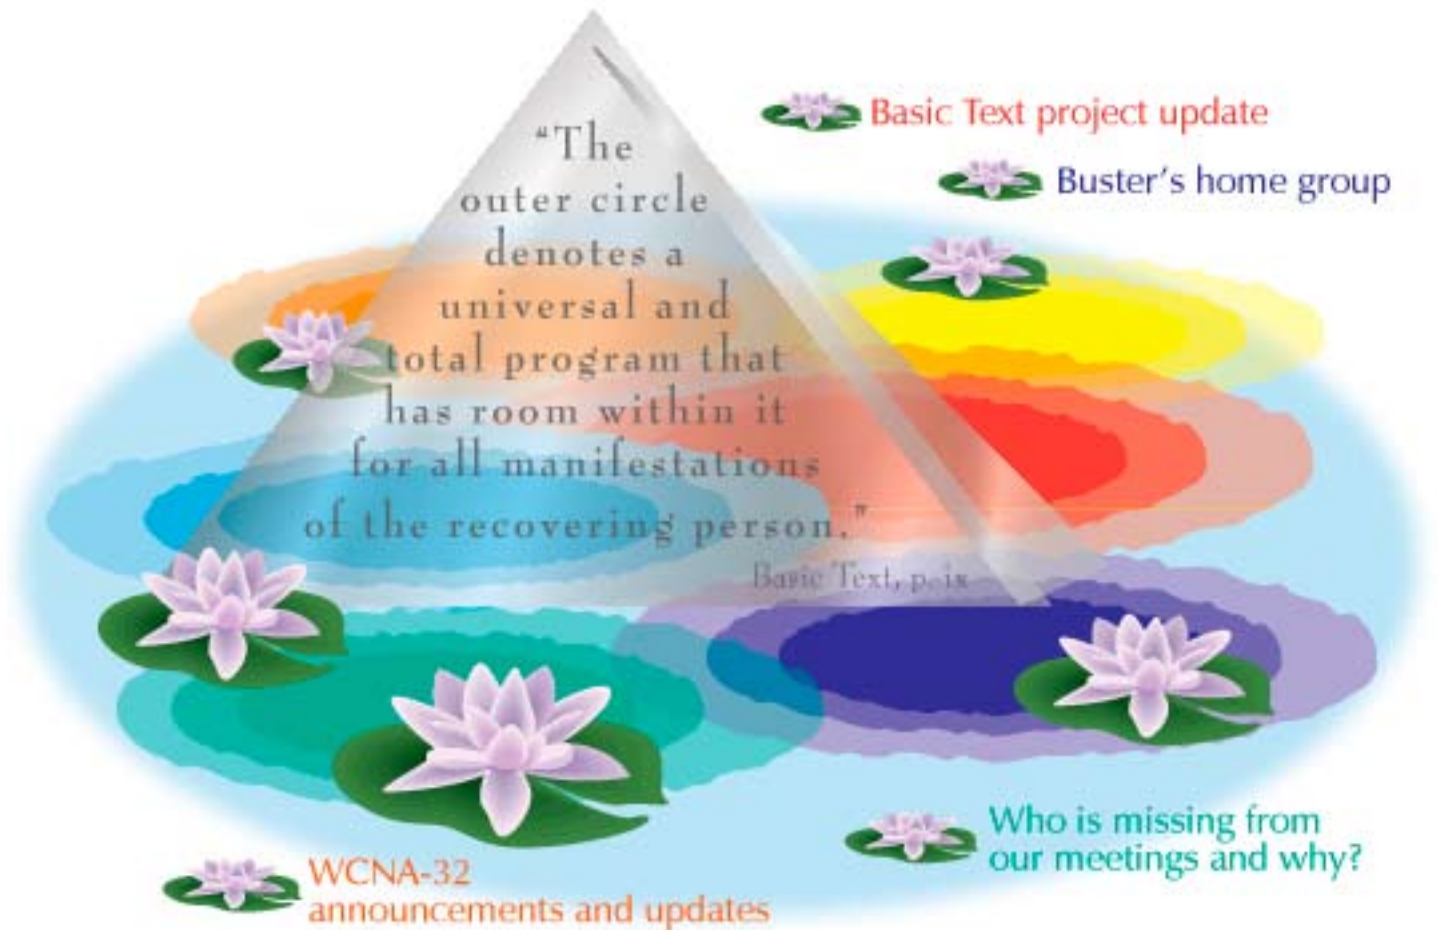 Basic Text project update
Buster's home group
“The
outer circle
denotes a
universal and
total program that
has room within it
for all manifestations
of the recovering person.”
Basic Text, p. ix
Who is missing from
our meetings and why?
WCNA-32
announcements and updates